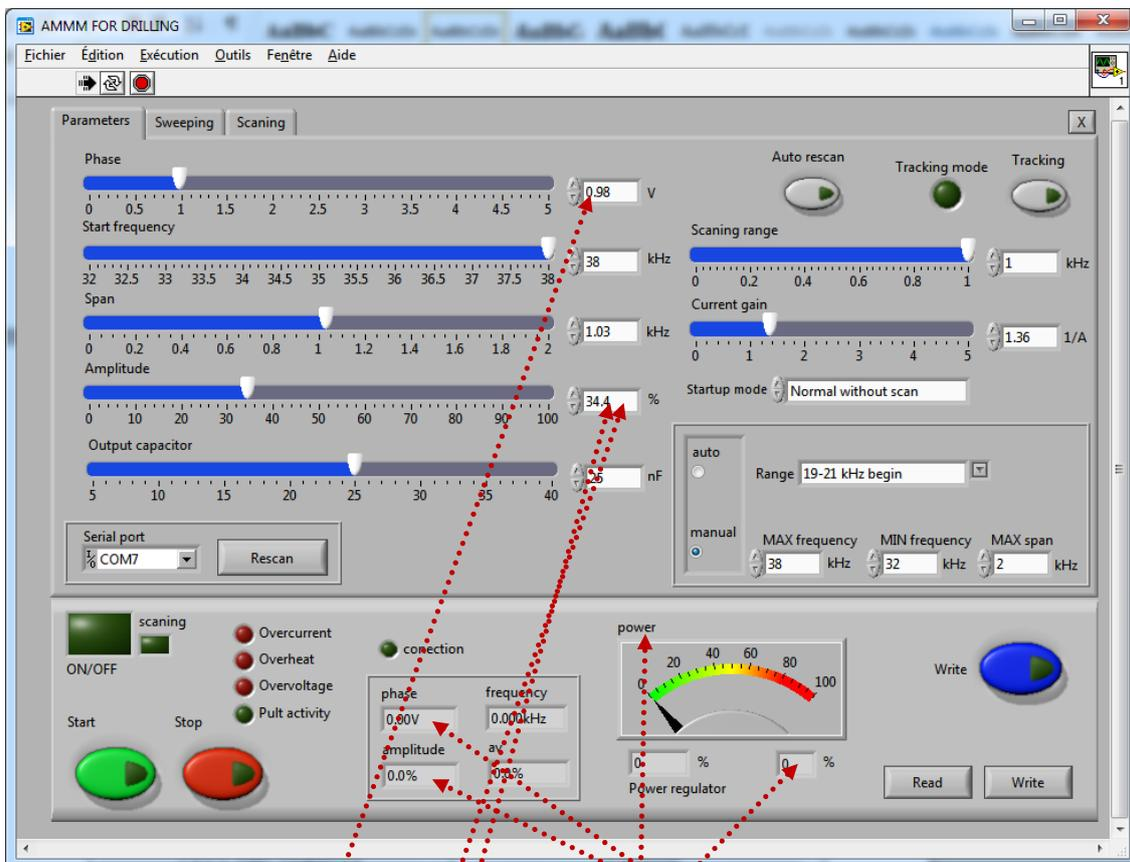 AMMM FOR DRILLING
Fichier Édition Exécution Outils Fenêtre Aide
1
Parameters Sweeping Scaning X
Phase
0 0.5 1 1.5 2 2.5 3 3.5 4 4.5 5
0.98 V
Start frequency
32 32.5 33 33.5 34 34.5 35 35.5 36 36.5 37 37.5 38
38 kHz
Span
0 0.2 0.4 0.6 0.8 1 1.2 1.4 1.6 1.8 2
1.03 kHz
Amplitude
0 10 20 30 40 50 60 70 80 90 100
34.4 %
Output capacitor
5 10 15 20 25 30 35 40
25 nF
Serial port
COM7 Rescan
Auto rescan Tracking mode Tracking
Scaning range
0 0.2 0.4 0.6 0.8 1
1 kHz
Current gain
0 1 2 3 4 5
1.36 1/A
Startup mode Normal without scan
auto
Range 19-21 kHz begin
manual
MAX frequency MIN frequency MAX span
38 kHz 32 kHz 2 kHz
scaning
ON/OFF
Overcurrent
Overheat
Overvoltage
Pult activity
Start Stop
conection
phase frequency
0.00V 0.000kHz
amplitude
0.0% 0.0%
power
0 20 40 60 80 100
0 % 0 %
Power regulator
Write
Read Write